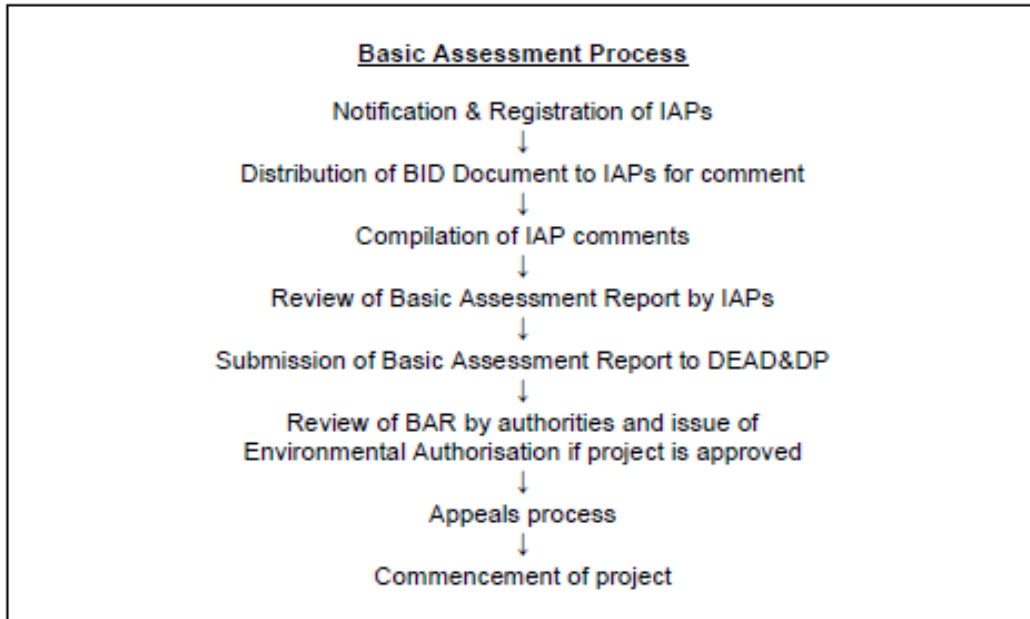 Basic Assessment Process
Notification & Registration of IAPs
↓
Distribution of BID Document to IAPs for comment
↓
Compilation of IAP comments
↓
Review of Basic Assessment Report by IAPs
↓
Submission of Basic Assessment Report to DEAD&DP
↓
Review of BAR by authorities and issue of
Environmental Authorisation if project is approved
↓
Appeals process
↓
Commencement of project